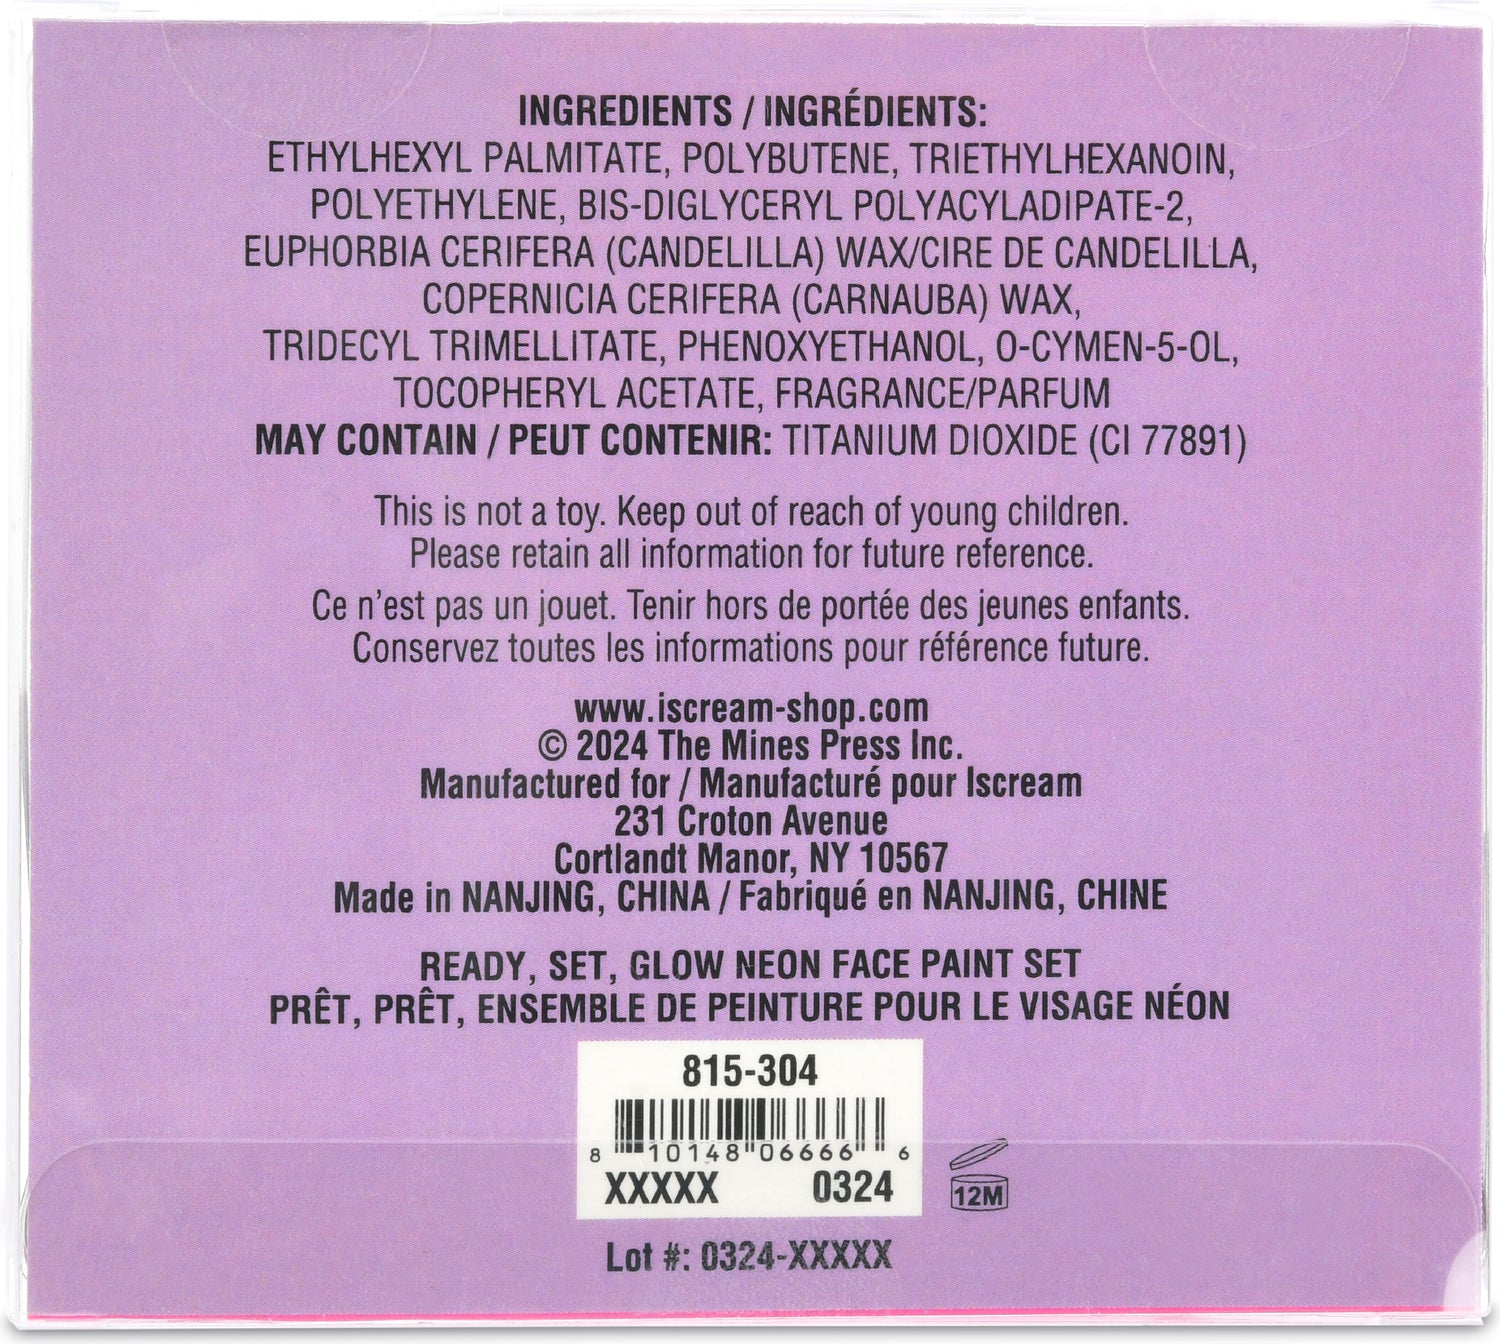 INGREDIENTS / INGRÉDIENTS:
ETHYLHEXYL PALMITATE, POLYBUTENE, TRIETHYLHEXANOIN,
POLYETHYLENE, BIS-DIGLYCERYL POLYACYLADIPATE-2,
EUPHORBIA CERIFERA (CANDELILLA) WAX/CIRE DE CANDELILLA,
COPERNICIA CERIFERA (CARNAUBA) WAX,
TRIDECYL TRIMELLITATE, PHENOXYETHANOL, O-CYMEN-5-OL,
TOCOPHERYL ACETATE, FRAGRANCE/PARFUM
MAY CONTAIN / PEUT CONTENIR: TITANIUM DIOXIDE (CI 77891)
This is not a toy. Keep out of reach of young children.
Please retain all information for future reference.
Ce n'est pas un jouet. Tenir hors de portée des jeunes enfants.
Conservez toutes les informations pour référence future.
www.iscream-shop.com
© 2024 The Mines Press Inc.
Manufactured for / Manufacturé pour Iscream
231 Croton Avenue
Cortlandt Manor, NY 10567
Made in NANJING, CHINA / Fabriqué en NANJING, CHINE
READY, SET, GLOW NEON FACE PAINT SET
PRÊT, PRÊT, ENSEMBLE DE PEINTURE POUR LE VISAGE NÉON
815-304
8 10148 06666 6
XXXXX 0324
12M
Lot #: 0324-XXXXX